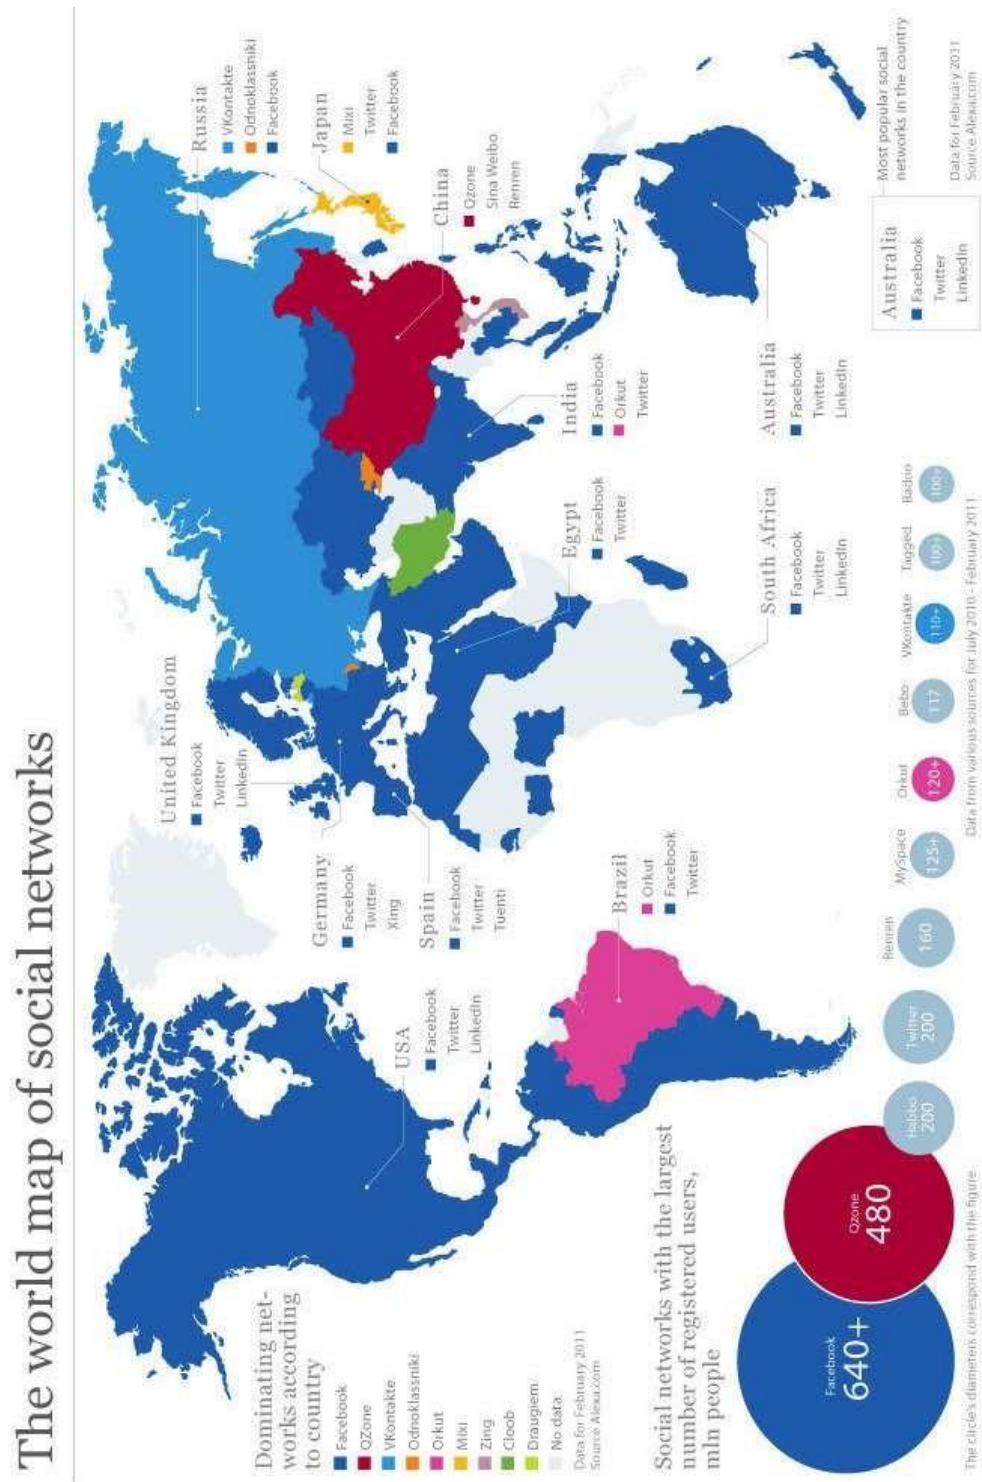 The world map of social networks
Russia
VKontakte
Odnoklassniki
Facebook
Japan
Mixi
Twitter
Facebook
China
Qzone
Sina Weibo
Renren
United Kingdom
Facebook
Twitter
LinkedIn
Germany
Facebook
Twitter
Xing
Spain
Facebook
Twitter
Tuenti
USA
Facebook
Twitter
LinkedIn
India
Facebook
Orkut
Twitter
Egypt
Facebook
Twitter
Brazil
Orkut
Facebook
Twitter
South Africa
Facebook
Twitter
LinkedIn
Australia
Facebook
Twitter
LinkedIn
Dominating net-
works according
to country
Facebook
QZone
VKontakte
Odnoklassniki
Orkut
Mixi
Zing
Cloob
Draugiem
No data
Data for February 2011
Source Alexa.com
Social networks with the largest
number of registered users,
mln people
Facebook
640+
Qzone
480
Habbo
200
Twitter
200
Renren
160
MySpace
125+
Orkut
120+
Bebo
117
VKontakte
110+
Tagged
100+
Badoo
100+
The circle's diameters correspond with the figure
Data from various sources for July 2010 - February 2011
Australia
Facebook
Twitter
LinkedIn
Most popular social
networks in the country
Data for February 2011
Source Alexa.com